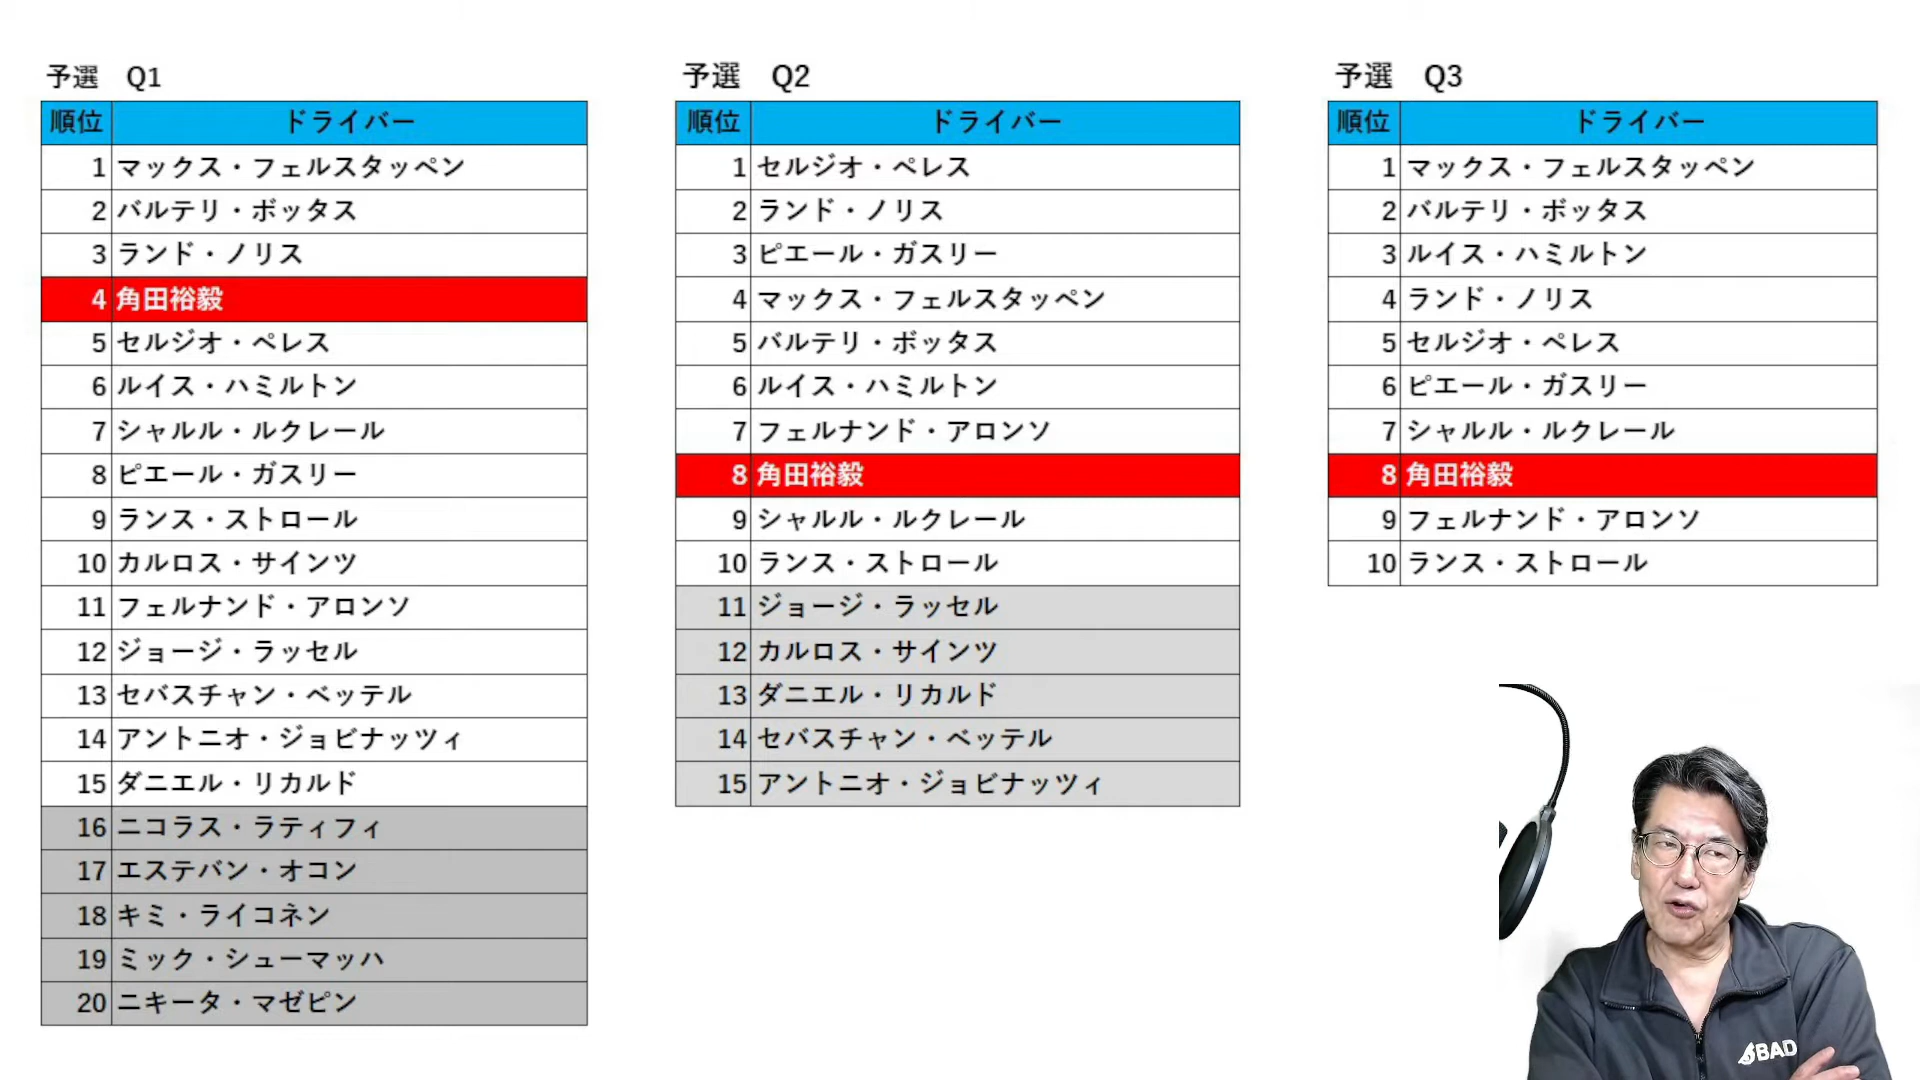 予選 Q1
順位 ドライバー
1 マックス・フェルスタッペン
2 バルテリ・ボッタス
3 ランド・ノリス
4 角田裕毅
5 セルジオ・ペレス
6 ルイス・ハミルトン
7 シャルル・ルクレール
8 ピエール・ガスリー
9 ランス・ストロール
10 カルロス・サインツ
11 フェルナンド・アロンソ
12 ジョージ・ラッセル
13 セバスチャン・ベッテル
14 アントニオ・ジョビナッツィ
15 ダニエル・リカルド
16 ニコラス・ラティフィ
17 エステバン・オコン
18 キミ・ライコネン
19 ミック・シューマッハ
20 ニキータ・マゼピン
予選 Q2
順位 ドライバー
1 セルジオ・ペレス
2 ランド・ノリス
3 ピエール・ガスリー
4 マックス・フェルスタッペン
5 バルテリ・ボッタス
6 ルイス・ハミルトン
7 フェルナンド・アロンソ
8 角田裕毅
9 シャルル・ルクレール
10 ランス・ストロール
11 ジョージ・ラッセル
12 カルロス・サインツ
13 ダニエル・リカルド
14 セバスチャン・ベッテル
15 アントニオ・ジョビナッツィ
予選 Q3
順位 ドライバー
1 マックス・フェルスタッペン
2 バルテリ・ボッタス
3 ルイス・ハミルトン
4 ランド・ノリス
5 セルジオ・ペレス
6 ピエール・ガスリー
7 シャルル・ルクレール
8 角田裕毅
9 フェルナンド・アロンソ
10 ランス・ストロール
BAD